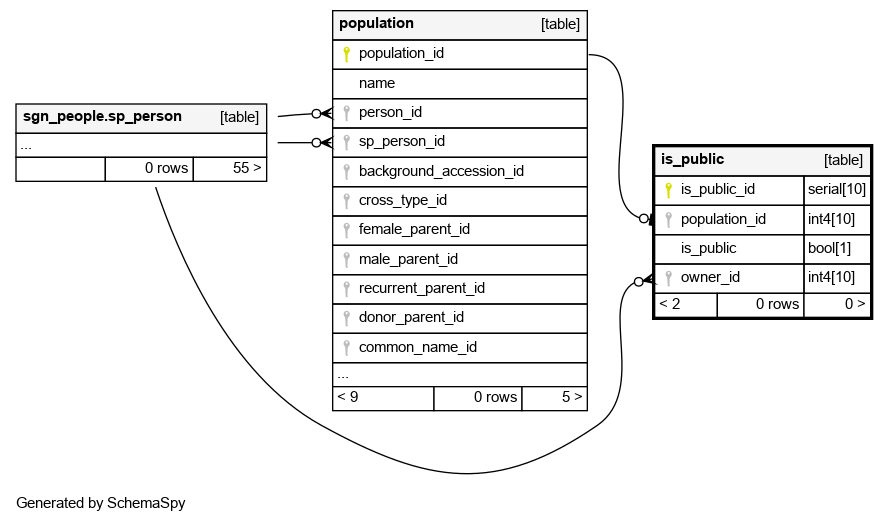 sgn_people.sp_person [table]
...
0 rows 55 >
population [table]
population_id
name
person_id
sp_person_id
background_accession_id
cross_type_id
female_parent_id
male_parent_id
recurrent_parent_id
donor_parent_id
common_name_id
...
< 9 0 rows 5 >
is_public [table]
is_public_id serial[10]
population_id int4[10]
is_public bool[1]
owner_id int4[10]
< 2 0 rows 0 >
Generated by SchemaSpy